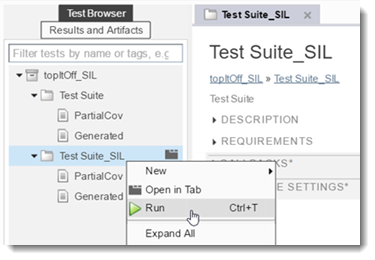 Test Browser
Results and Artifacts
Filter tests by name or tags, e.g
topItOff_SIL
Test Suite
PartialCov
Generated
Test Suite_SIL
PartialCov
Generated
New
Open in Tab
Run Ctrl+T
Expand All
Test Suite_SIL
Test Suite_SIL
topItOff_SIL » Test Suite_SIL
Test Suite
DESCRIPTION
REQUIREMENTS
E SETTINGS*